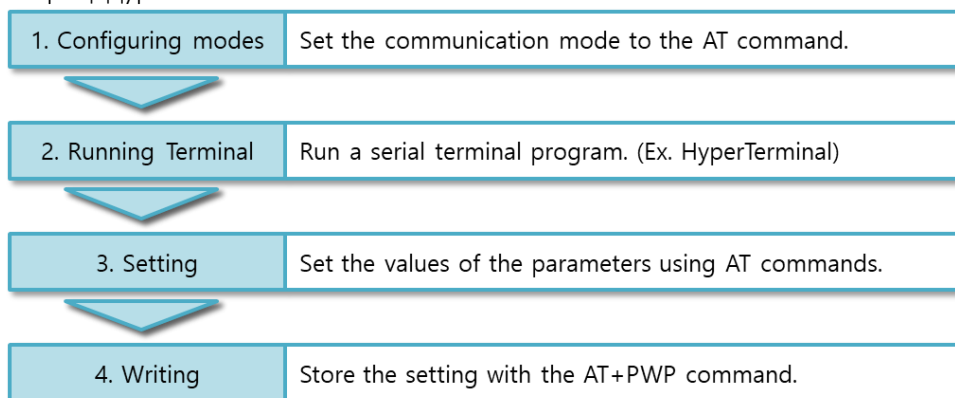 1. Configuring modes
Set the communication mode to the AT command.
2. Running Terminal
Run a serial terminal program. (Ex. HyperTerminal)
3. Setting
Set the values of the parameters using AT commands.
4. Writing
Store the setting with the AT+PWP command.